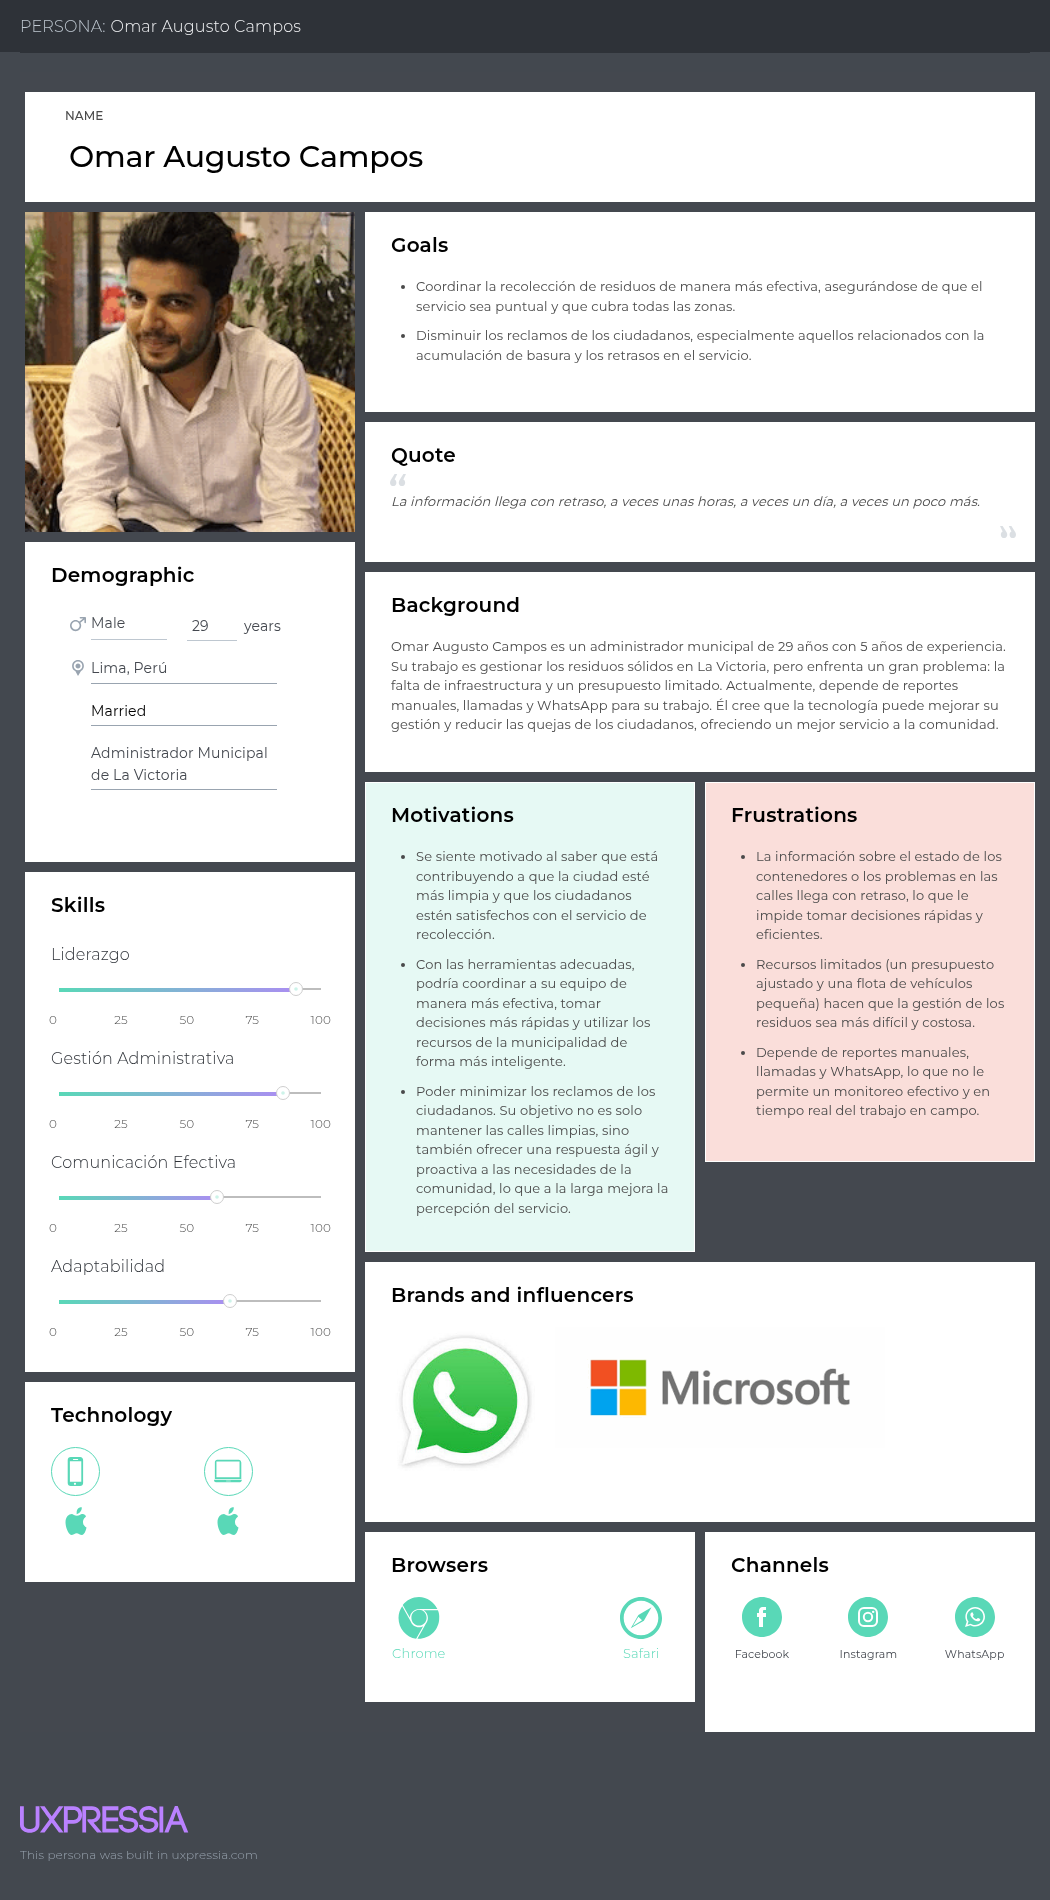 PERSONA: Omar Augusto Campos
NAME
Omar Augusto Campos
Goals
• Coordinar la recolección de residuos de manera más efectiva, asegurándose de que el
servicio sea puntual y que cubra todas las zonas.
• Disminuir los reclamos de los ciudadanos, especialmente aquellos relacionados con la
acumulación de basura y los retrasos en el servicio.
Quote
“
La información llega con retraso, a veces unas horas, a veces un día, a veces un poco más.
”
Demographic
Male 29 years
Lima, Perú
Married
Administrador Municipal
de La Victoria
Background
Omar Augusto Campos es un administrador municipal de 29 años con 5 años de experiencia.
Su trabajo es gestionar los residuos sólidos en La Victoria, pero enfrenta un gran problema: la
falta de infraestructura y un presupuesto limitado. Actualmente, depende de reportes
manuales, llamadas y WhatsApp para su trabajo. Él cree que la tecnología puede mejorar su
gestión y reducir las quejas de los ciudadanos, ofreciendo un mejor servicio a la comunidad.
Skills
Liderazgo
0 25 50 75 100
Gestión Administrativa
0 25 50 75 100
Comunicación Efectiva
0 25 50 75 100
Adaptabilidad
0 25 50 75 100
Motivations
• Se siente motivado al saber que está
contribuyendo a que la ciudad esté
más limpia y que los ciudadanos
estén satisfechos con el servicio de
recolección.
• Con las herramientas adecuadas,
podría coordinar a su equipo de
manera más efectiva, tomar
decisiones más rápidas y utilizar los
recursos de la municipalidad de
forma más inteligente.
• Poder minimizar los reclamos de los
ciudadanos. Su objetivo no es solo
mantener las calles limpias, sino
también ofrecer una respuesta ágil y
proactiva a las necesidades de la
comunidad, lo que a la larga mejora la
percepción del servicio.
Frustrations
• La información sobre el estado de los
contenedores o los problemas en las
calles llega con retraso, lo que le
impide tomar decisiones rápidas y
eficientes.
• Recursos limitados (un presupuesto
ajustado y una flota de vehículos
pequeña) hacen que la gestión de los
residuos sea más difícil y costosa.
• Depende de reportes manuales,
llamadas y WhatsApp, lo que no le
permite un monitoreo efectivo y en
tiempo real del trabajo en campo.
Brands and influencers
Microsoft
Technology
Browsers
Chrome Safari
Channels
Facebook Instagram WhatsApp
UXPRESSIA
This persona was built in uxpressia.com